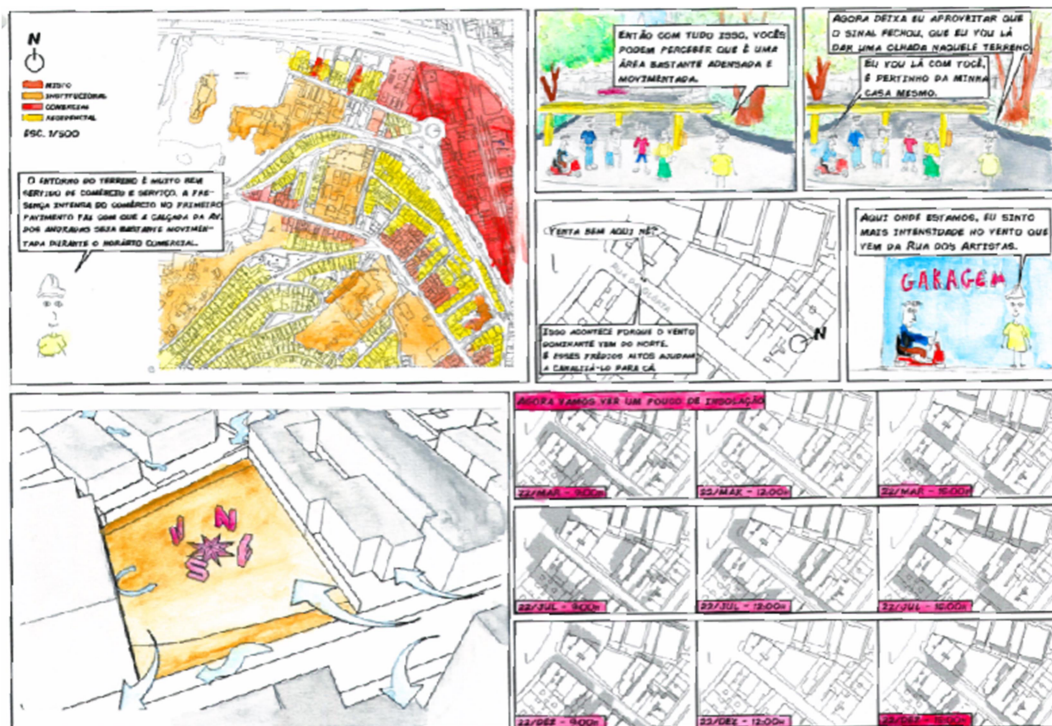 N
MISTO
INSTITUCIONAL
COMERCIAL
RESIDENCIAL
ESC. 1/500
O ENTORNO DO TERRENO É MUITO BEM
SERVIDO DE COMÉRCIO E SERVIÇO, A PRE-
SENÇA INTENSA DO COMÉRCIO NO PRIMEIRO
PAVIMENTO FAZ COM QUE A CALÇADA DA AV.
DOS ANDRADAS SEJA BASTANTE MOVIMEN-
TADA DURANTE O HORÁRIO COMERCIAL.
ENTÃO COM TUDO ISSO, VOCÊS
PODEM PERCEBER QUE É UMA
ÁREA BASTANTE ADENSADA E
MOVIMENTADA.
AGORA DEIXA EU APROVEITAR QUE
O SINAL FECHOU, QUE EU VOU LÁ
DAR UMA OLHADA NAQUELE TERRENO.
EU VOU LÁ COM VOCÊ,
É PERTINHO DA MINHA
CASA MESMO.
VENTA BEM AQUI NÉ?
RUA DA
ISSO ACONTECE PORQUE O VENTO
DOMINANTE VEM DO NORTE.
E ESSES PRÉDIOS ALTOS AJUDAM
A CANALIZÁ-LO PARA CÁ
N
AQUI ONDE ESTAMOS, EU SINTO
MAIS INTENSIDADE NO VENTO QUE
VEM DA RUA DOS ARTISTAS.
GARAGEM
N
S
AGORA VAMOS VER UM POUCO DE INSOLAÇÃO
22/MAR - 9:00H
22/MAR - 12:00H
22/MAR - 15:00H
22/JUL - 9:00H
22/JUL - 12:00H
22/JUL - 15:00H
22/DEZ - 9:00H
22/DEZ - 12:00H
22/DEZ - 15:00H